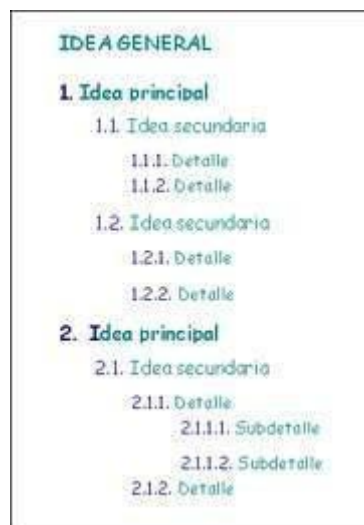 IDEA GENERAL
1. Idea principal
1.1. Idea secundaria
1.1.1. Detalle
1.1.2. Detalle
1.2. Idea secundaria
1.2.1. Detalle
1.2.2. Detalle
2. Idea principal
2.1. Idea secundaria
2.1.1. Detalle
2.1.1.1. Subdetalle
2.1.1.2. Subdetalle
2.1.2. Detalle